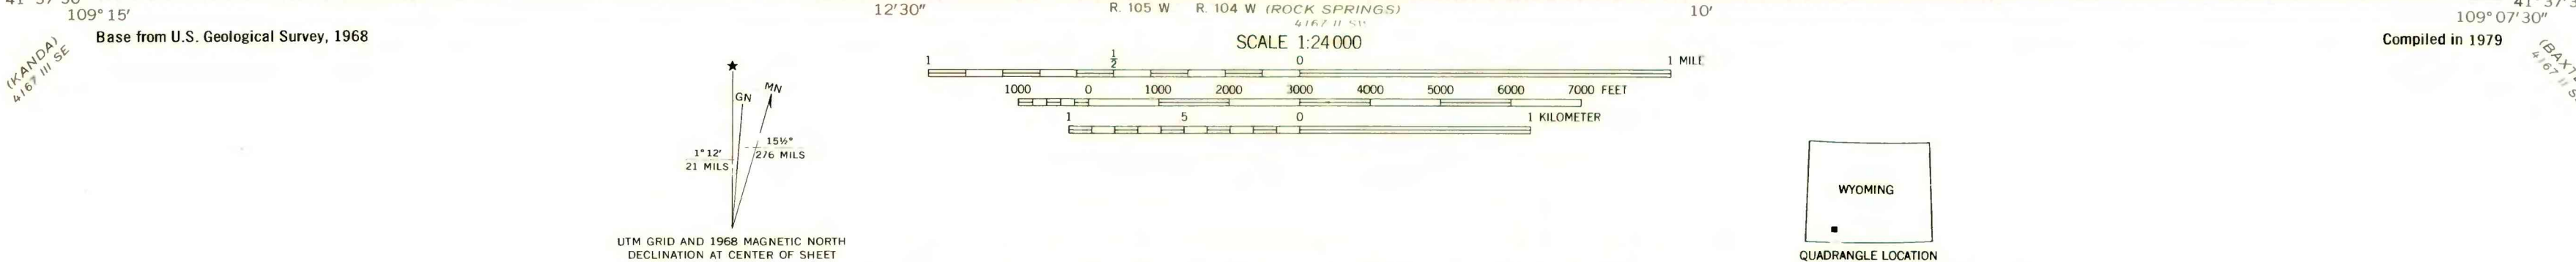 109° 15′
12′30″
R. 105 W R. 104 W (ROCK SPRINGS)
10′
109° 07′30″
(KANDA)
4167 III SE
Base from U.S. Geological Survey, 1968
SCALE 1:24 000
Compiled in 1979
1 ½ 0 1 MILE
1000 0 1000 2000 3000 4000 5000 6000 7000 FEET
1 5 0 1 KILOMETER
★
GN
MN
1° 12′
21 MILS
15½°
276 MILS
UTM GRID AND 1968 MAGNETIC NORTH
DECLINATION AT CENTER OF SHEET
WYOMING
QUADRANGLE LOCATION